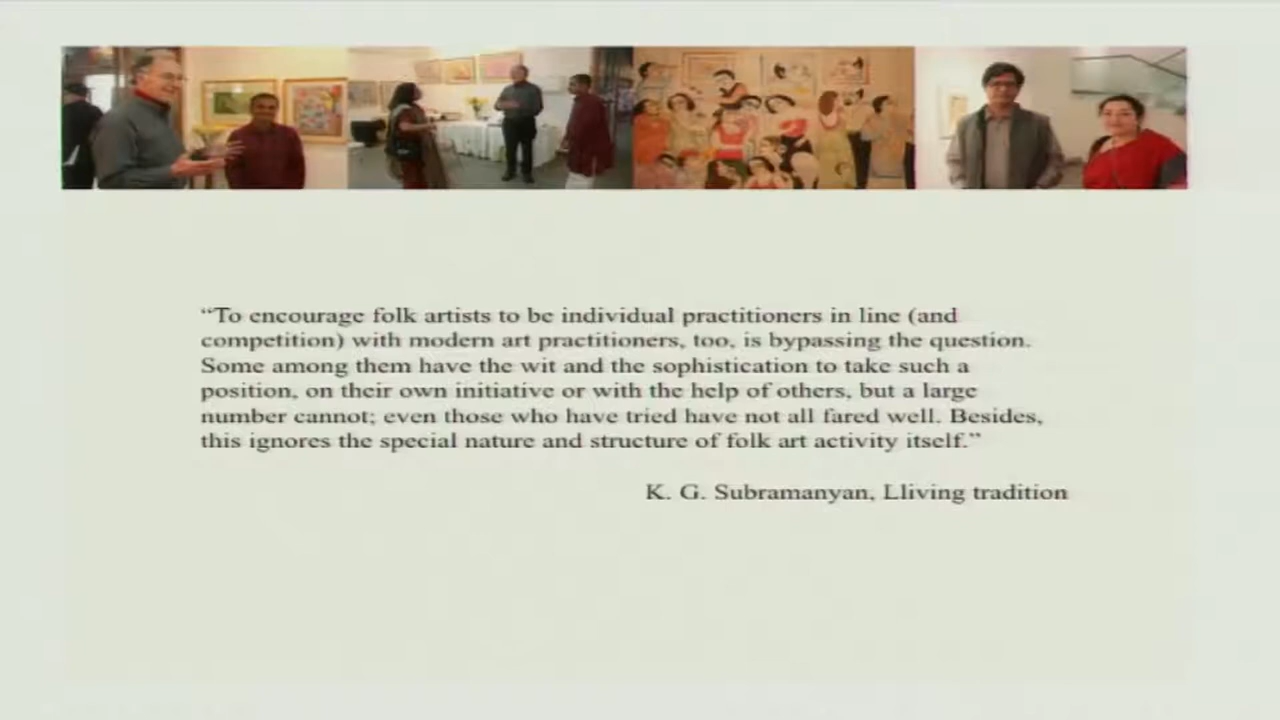 “To encourage folk artists to be individual practitioners in line (and
competition) with modern art practitioners, too, is bypassing the question.
Some among them have the wit and the sophistication to take such a
position, on their own initiative or with the help of others, but a large
number cannot; even those who have tried have not all fared well. Besides,
this ignores the special nature and structure of folk art activity itself.”
K. G. Subramanyan, Lliving tradition